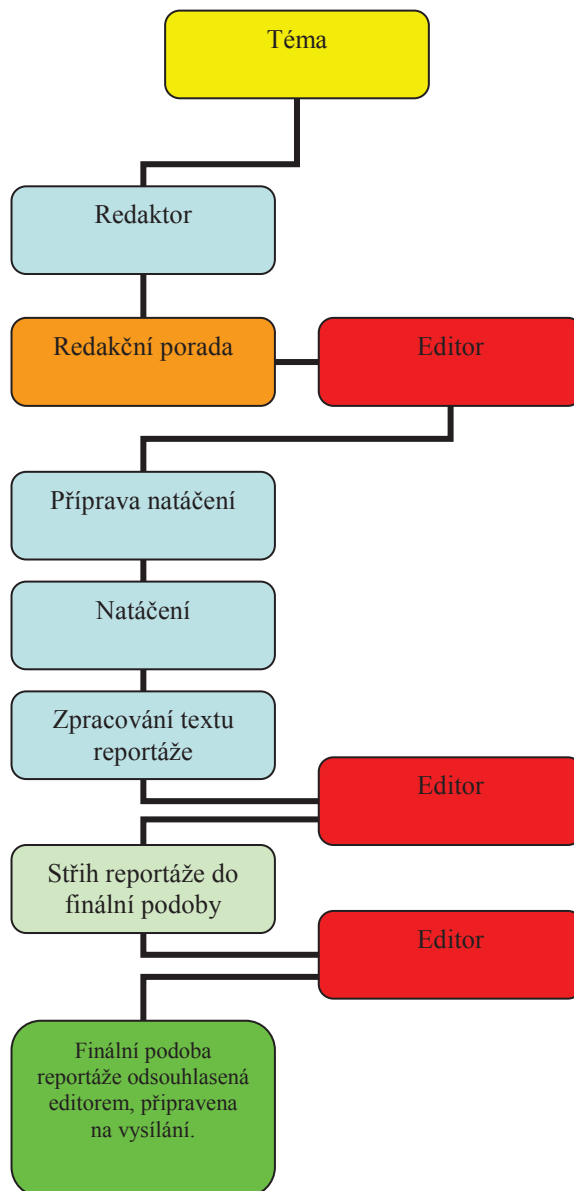 Téma
Redaktor
Redakční porada
Editor
Příprava natáčení
Natáčení
Zpracování textu
reportáže
Editor
Střih reportáže do
finální podoby
Editor
Finální podoba
reportáže odsouhlasená
editorem, připravena
na vysílání.